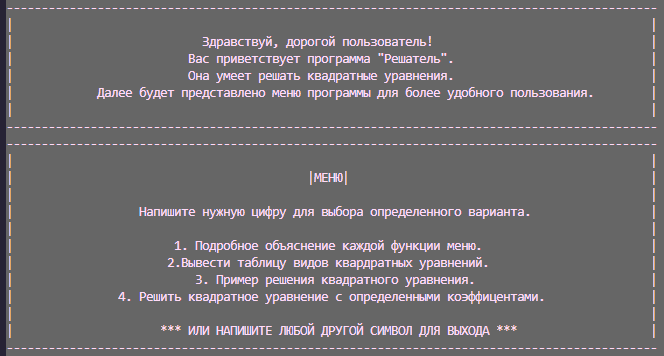 Здравствуй, дорогой пользователь!
Вас приветствует программа "Решатель".
Она умеет решать квадратные уравнения.
Далее будет представлено меню программы для более удобного пользования.
|МЕНЮ|
Напишите нужную цифру для выбора определенного варианта.
1. Подробное объяснение каждой функции меню.
2.Вывести таблицу видов квардратных уравнений.
3. Пример решения квадратного уравнения.
4. Решить квадратное уравнение с определенными коэффицентами.
*** ИЛИ НАПИШИТЕ ЛЮБОЙ ДРУГОЙ СИМВОЛ ДЛЯ ВЫХОДА ***